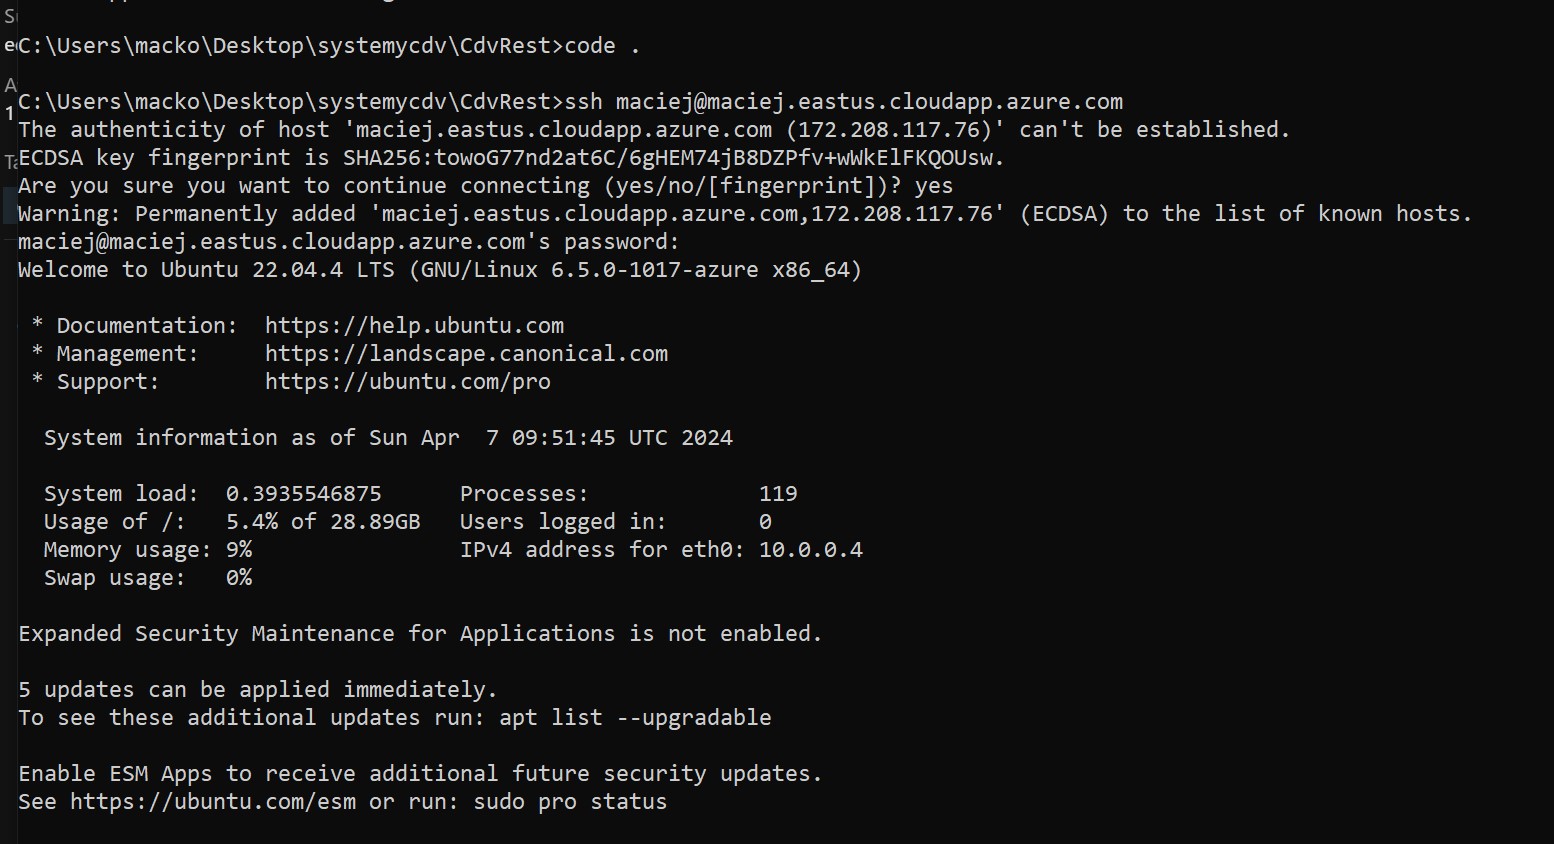 C:\Users\macko\Desktop\systemycdv\CdvRest>code .
C:\Users\macko\Desktop\systemycdv\CdvRest>ssh maciej@maciej.eastus.cloudapp.azure.com
The authenticity of host 'maciej.eastus.cloudapp.azure.com (172.208.117.76)' can't be established.
ECDSA key fingerprint is SHA256:towoG77nd2at6C/6gHEM74jB8DZPfv+wWkElFKQOUsw.
Are you sure you want to continue connecting (yes/no/[fingerprint])? yes
Warning: Permanently added 'maciej.eastus.cloudapp.azure.com,172.208.117.76' (ECDSA) to the list of known hosts.
maciej@maciej.eastus.cloudapp.azure.com's password:
Welcome to Ubuntu 22.04.4 LTS (GNU/Linux 6.5.0-1017-azure x86_64)
* Documentation:  https://help.ubuntu.com
* Management:     https://landscape.canonical.com
* Support:        https://ubuntu.com/pro
System information as of Sun Apr  7 09:51:45 UTC 2024
System load:  0.3935546875      Processes:             119
Usage of /:   5.4% of 28.89GB   Users logged in:       0
Memory usage: 9%                IPv4 address for eth0: 10.0.0.4
Swap usage:   0%
Expanded Security Maintenance for Applications is not enabled.
5 updates can be applied immediately.
To see these additional updates run: apt list --upgradable
Enable ESM Apps to receive additional future security updates.
See https://ubuntu.com/esm or run: sudo pro status